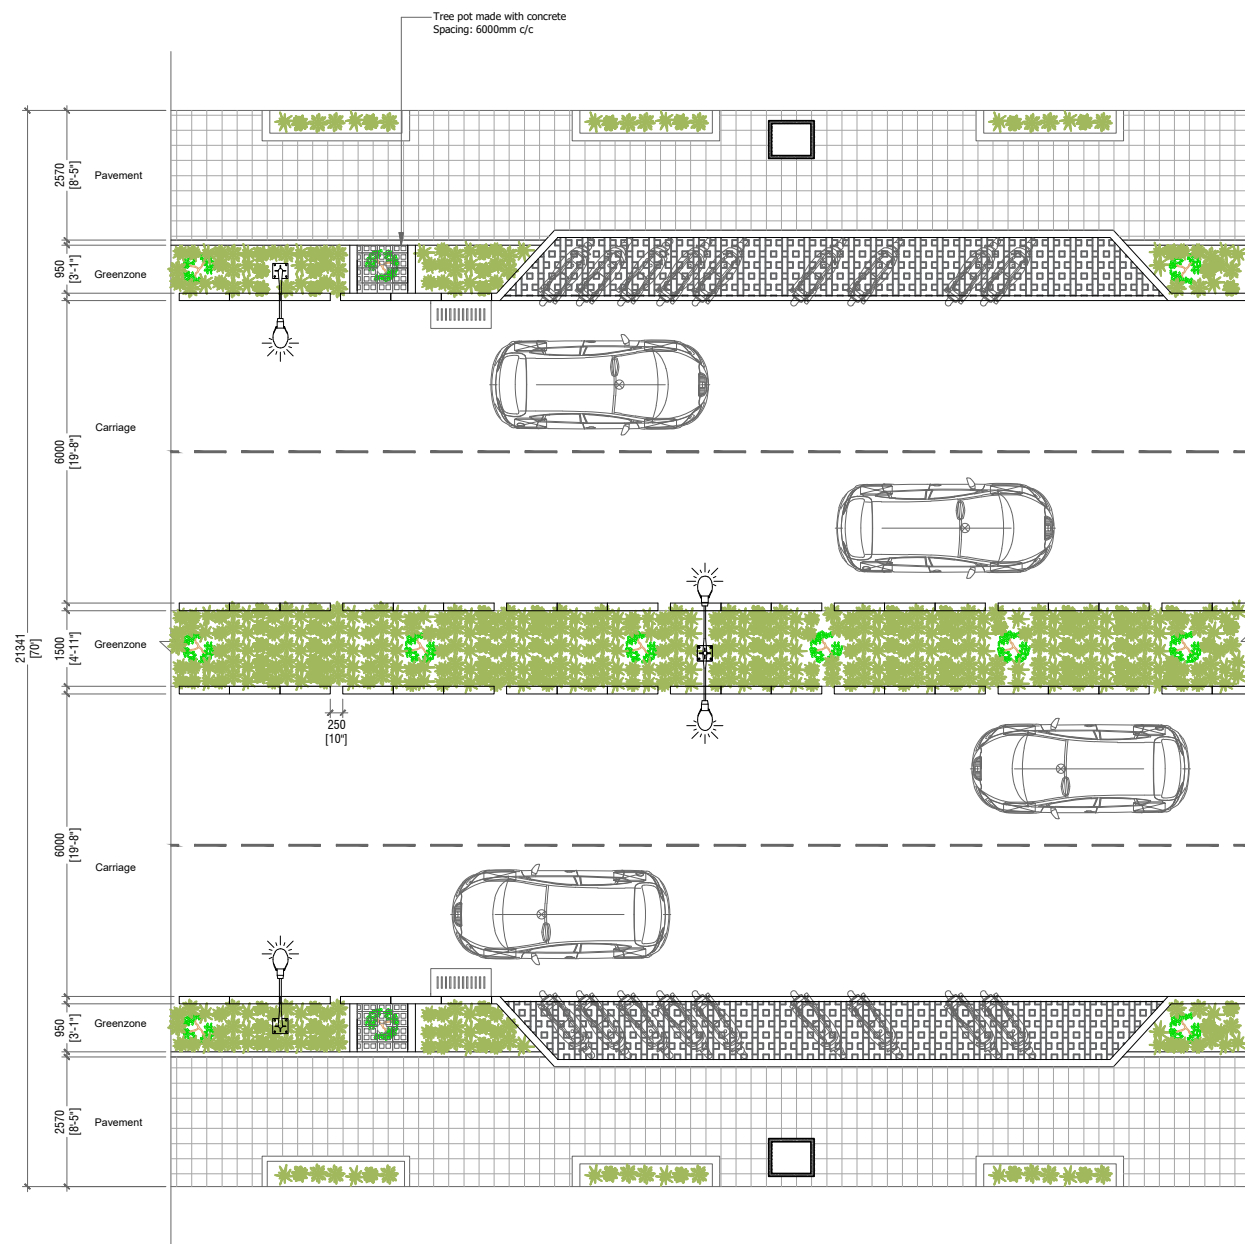 Tree pot made with concrete
Spacing: 6000mm c/c
2570
[8'-5"]
Pavement
950
[3'-1"]
Greenzone
Carriage
6000
[19'-8"]
21341
[70']
1500
[4'-11"]
Greenzone
250
[10"]
6000
[19'-8"]
Carriage
950
[3'-1"]
Greenzone
2570
[8'-5"]
Pavement